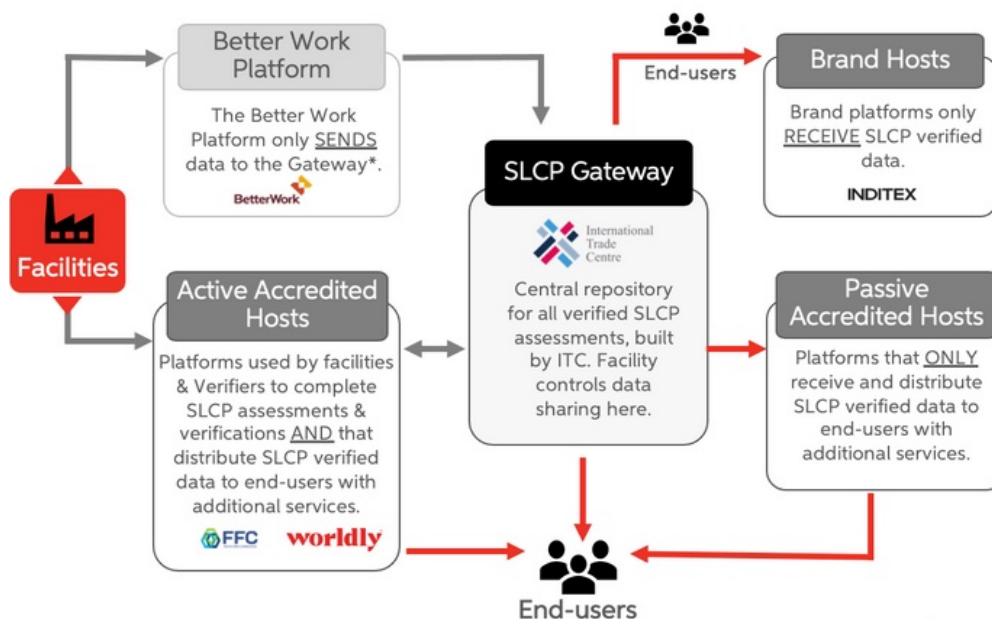 Better Work
Platform
The Better Work
Platform only SENDS
data to the Gateway*.
BetterWork
End-users
Brand Hosts
Brand platforms only
RECEIVE SLCP verified
data.
INDITEX
Facilities
SLCP Gateway
International
Trade
Centre
Central repository
for all verified SLCP
assessments, built
by ITC. Facility
controls data
sharing here.
Active Accredited
Hosts
Platforms used by facilities
& Verifiers to complete
SLCP assessments &
verifications AND that
distribute SLCP verified
data to end-users with
additional services.
FFC
worldly
Passive
Accredited Hosts
Platforms that ONLY
receive and distribute
SLCP verified data to
end-users with
additional services.
End-users